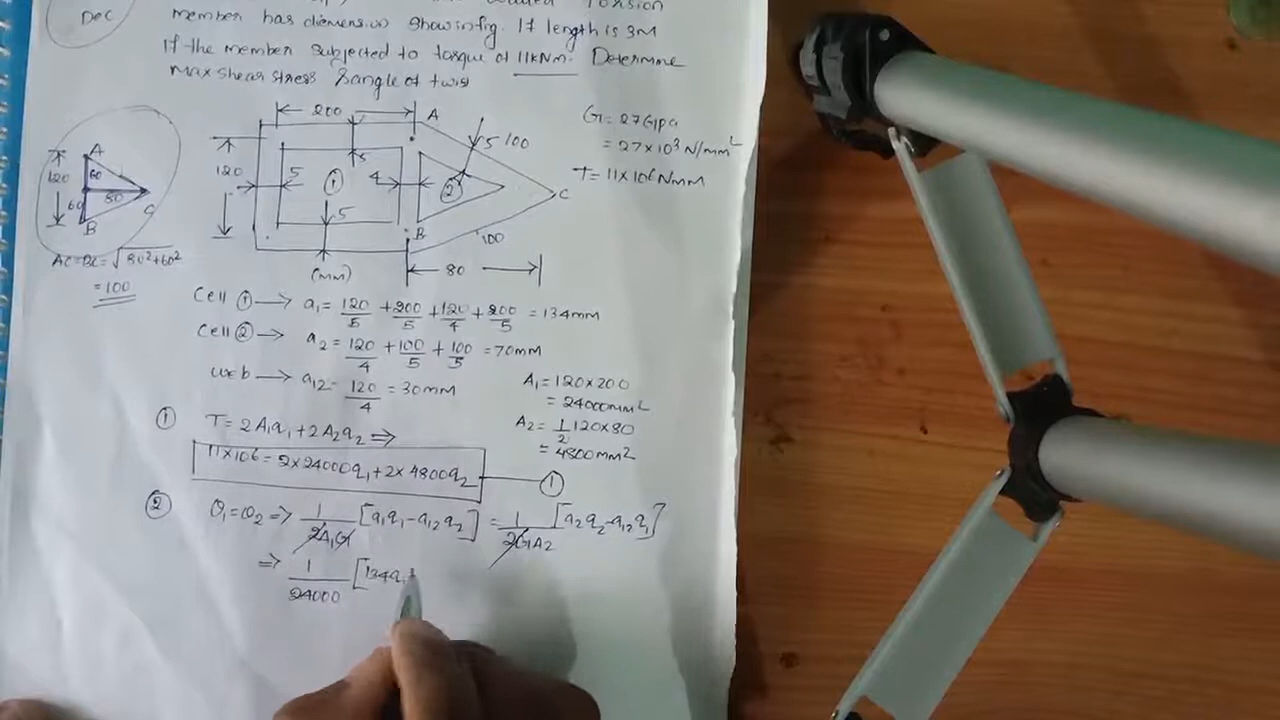 Dec
member has diemension show in fig. If length is 3M
If the member subjected to torque of 11kNm. Determine
Max shear stress & angle of twist
200
A
5
5 100
G = 27GPa
= 27×10³ N/mm²
T = 11×10⁶ Nmm
120
5
1
4
2
C
5
B
100
80
(mm)
A
120
60
80
60
C
B
AC=BC=√80²+60²
=100
Cell ① → a₁ = 120/5 + 200/5 + 120/4 + 200/5 = 134mm
Cell ② → a₂ = 120/4 + 100/5 + 100/5 = 70mm
web → a₁₂ = 120/4 = 30mm
A₁ = 120×200
= 24000mm²
A₂ = 1/2 120×80
= 4800mm²
① T = 2A₁q₁ + 2A₂q₂ ⇒
11×10⁶ = 2×24000q₁ + 2×4800q₂ — ①
② θ₁=θ₂ ⇒ 1/2A₁G [a₁q₁-a₁₂q₂] = 1/2GA₂ [a₂q₂-a₁₂q₁]
⇒ 1/24000 [134q₁